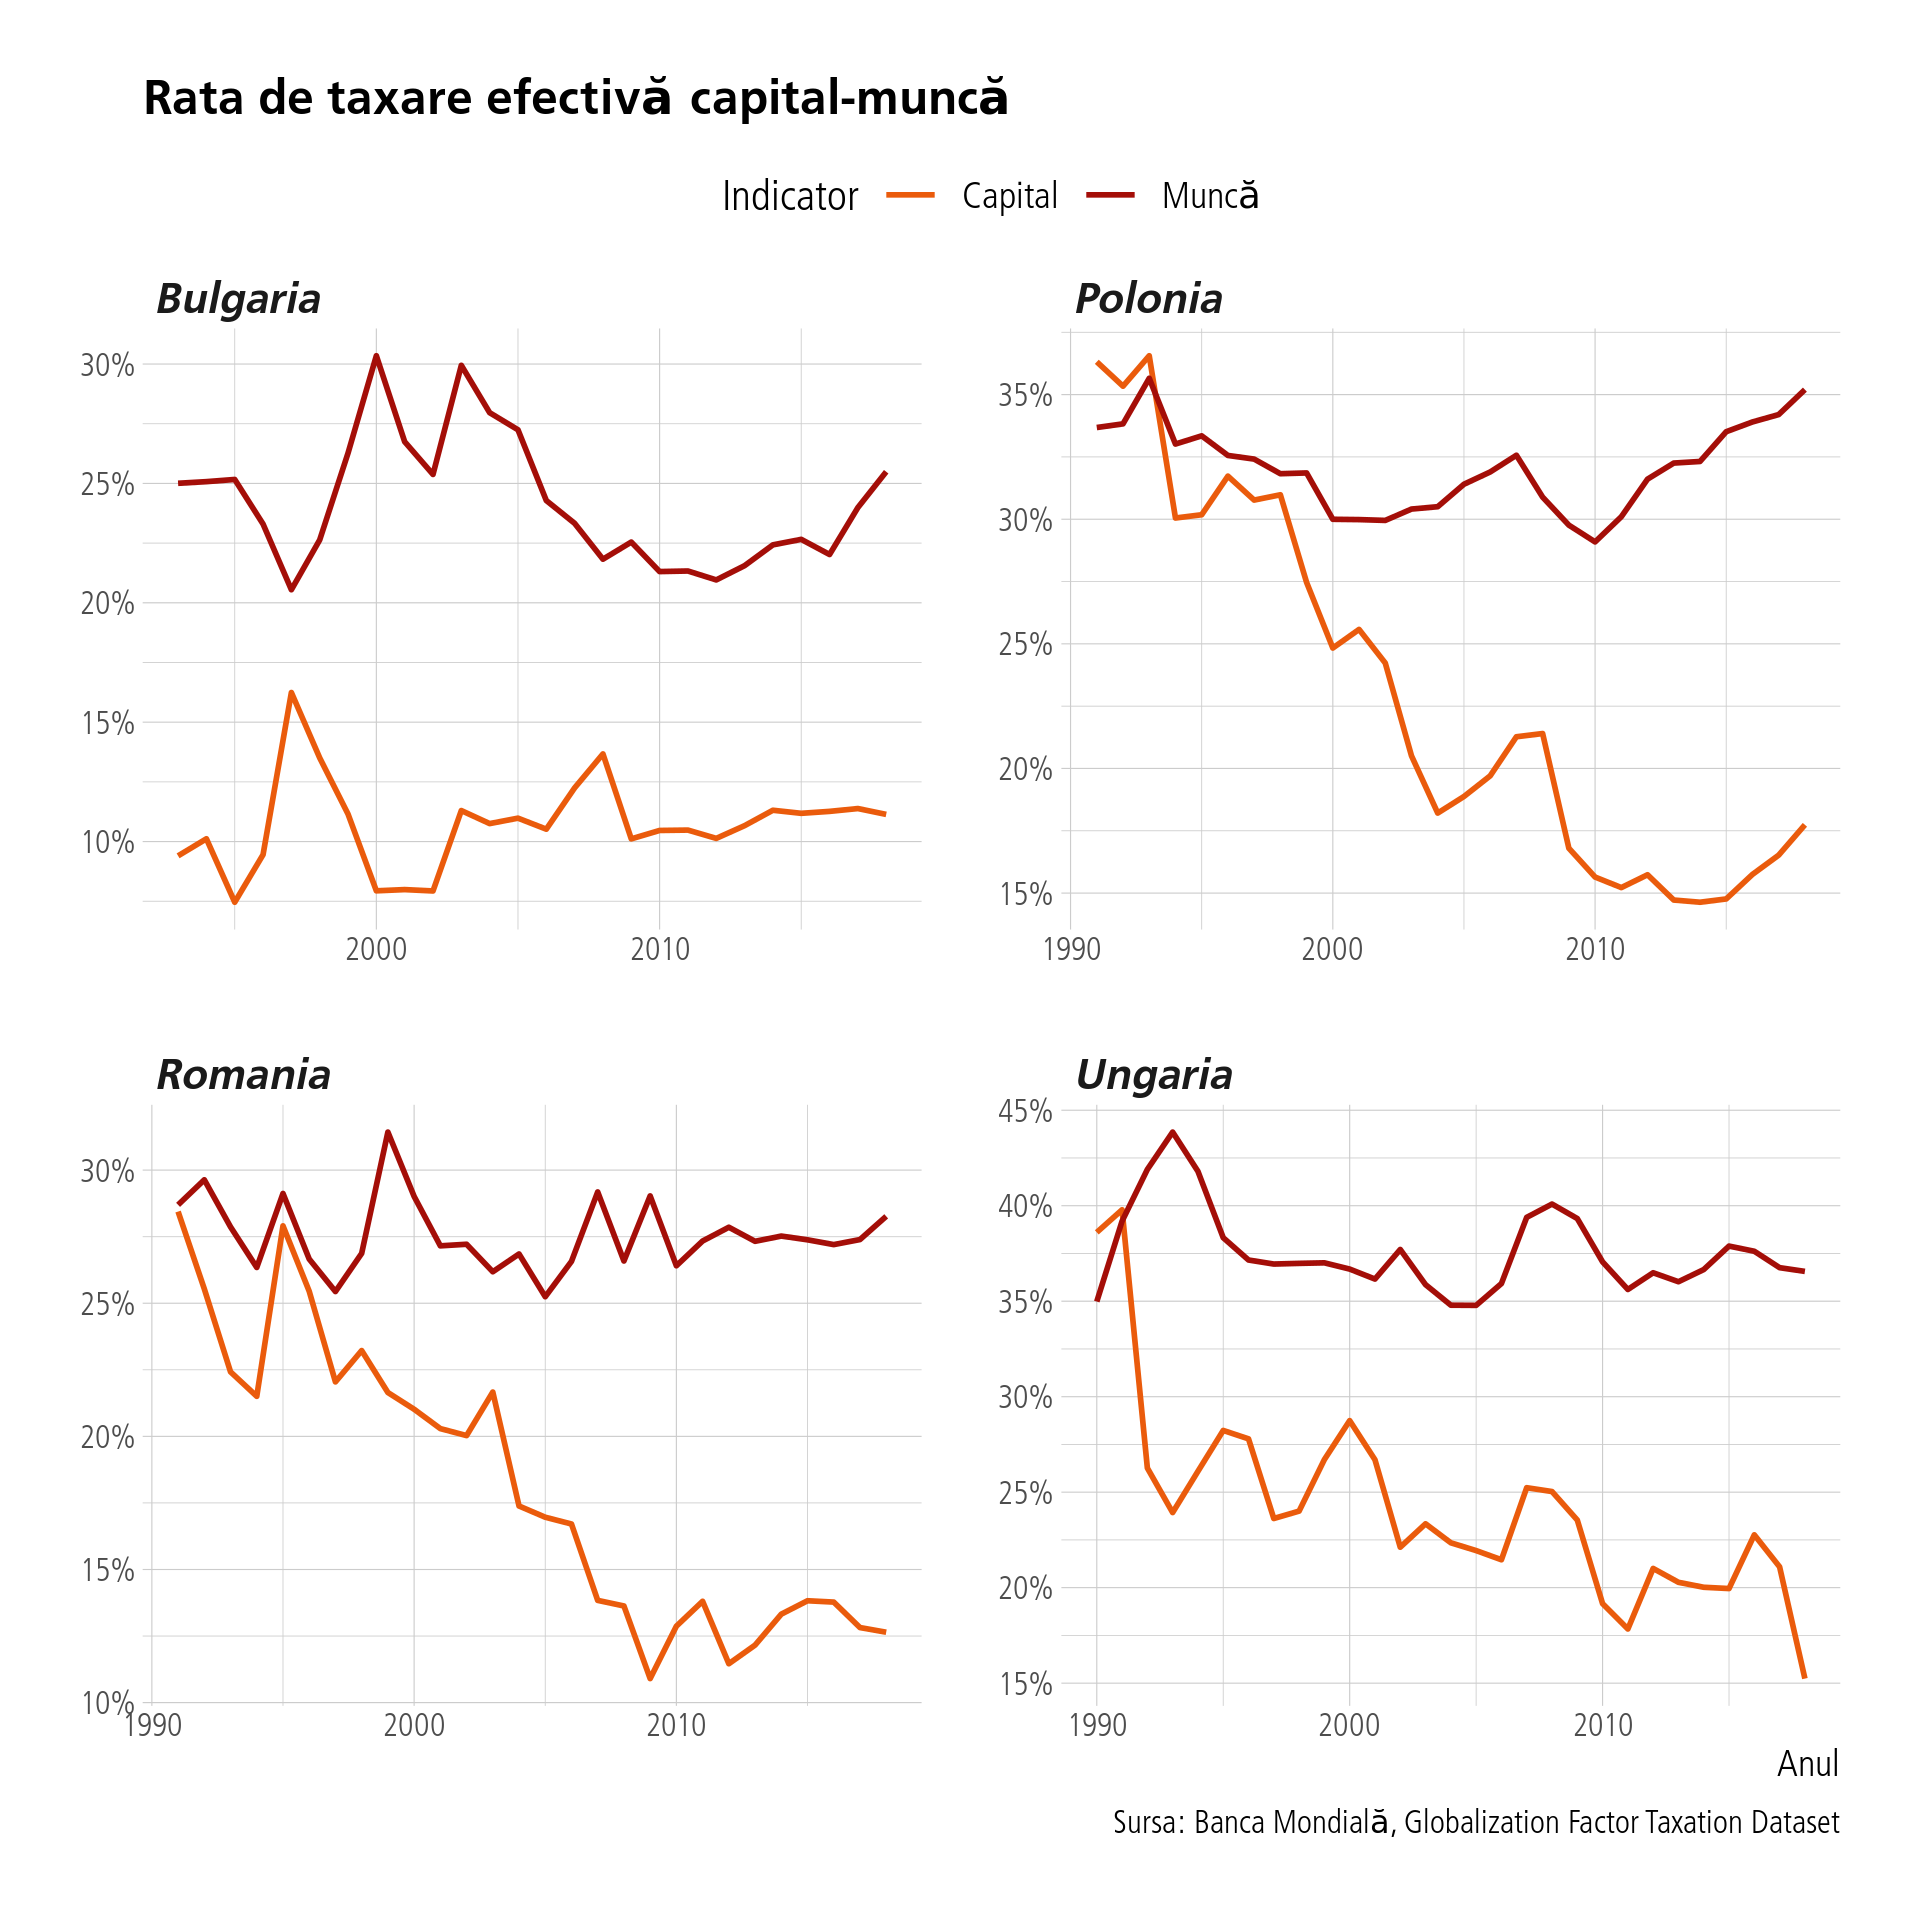 Rata de taxare efectivă capital-muncă
Indicator Capital Muncă
Bulgaria
30%
25%
20%
15%
10%
2000 2010
Polonia
35%
30%
25%
20%
15%
1990 2000 2010
Romania
30%
25%
20%
15%
10%
1990 2000 2010
Ungaria
45%
40%
35%
30%
25%
20%
15%
1990 2000 2010
Anul
Sursa: Banca Mondială, Globalization Factor Taxation Dataset